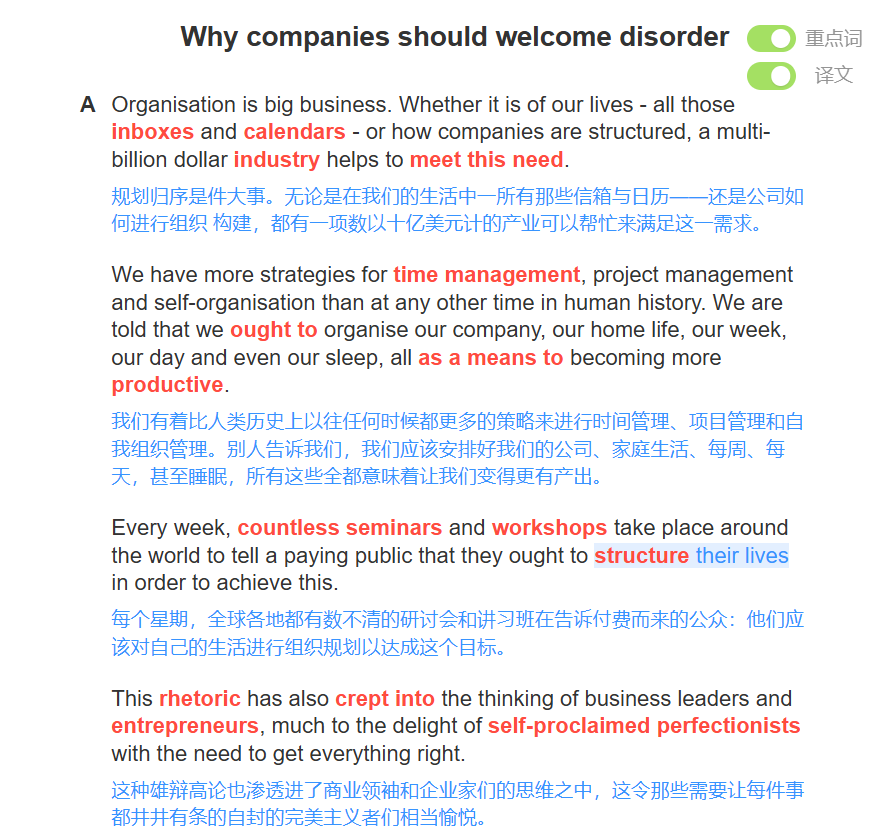 Why companies should welcome disorder
重点词
译文
A Organisation is big business. Whether it is of our lives - all those
inboxes and calendars - or how companies are structured, a multi-
billion dollar industry helps to meet this need.
规划归序是件大事。无论是在我们的生活中一所有那些信箱与日历——还是公司如
何进行组织 构建，都有一项数以十亿美元计的产业可以帮忙来满足这一需求。
We have more strategies for time management, project management
and self-organisation than at any other time in human history. We are
told that we ought to organise our company, our home life, our week,
our day and even our sleep, all as a means to becoming more
productive.
我们有着比人类历史上以往任何时候都更多的策略来进行时间管理、项目管理和自
我组织管理。别人告诉我们，我们应该安排好我们的公司、家庭生活、每周、每
天，甚至睡眠，所有这些全都意味着让我们变得更有产出。
Every week, countless seminars and workshops take place around
the world to tell a paying public that they ought to structure their lives
in order to achieve this.
每个星期，全球各地都有数不清的研讨会和讲习班在告诉付费而来的公众：他们应
该对自己的生活进行组织规划以达成这个目标。
This rhetoric has also crept into the thinking of business leaders and
entrepreneurs, much to the delight of self-proclaimed perfectionists
with the need to get everything right.
这种雄辩高论也渗透进了商业领袖和企业家们的思维之中，这令那些需要让每件事
都井井有条的自封的完美主义者们相当愉悦。